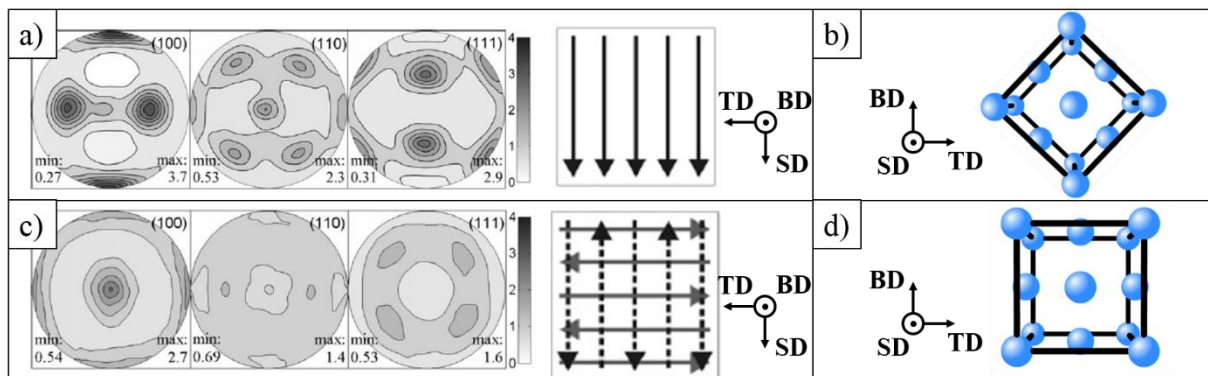 a)
(100)
(110)
(111)
min:
0.27
max:
3.7
min:
0.53
max:
2.3
min:
0.31
max:
2.9
4
3
2
1
0
TD
BD
SD
b)
BD
SD
TD
c)
(100)
(110)
(111)
min:
0.54
max:
2.7
min:
0.69
max:
1.4
min:
0.53
max:
1.6
4
3
2
1
0
TD
BD
SD
d)
BD
SD
TD